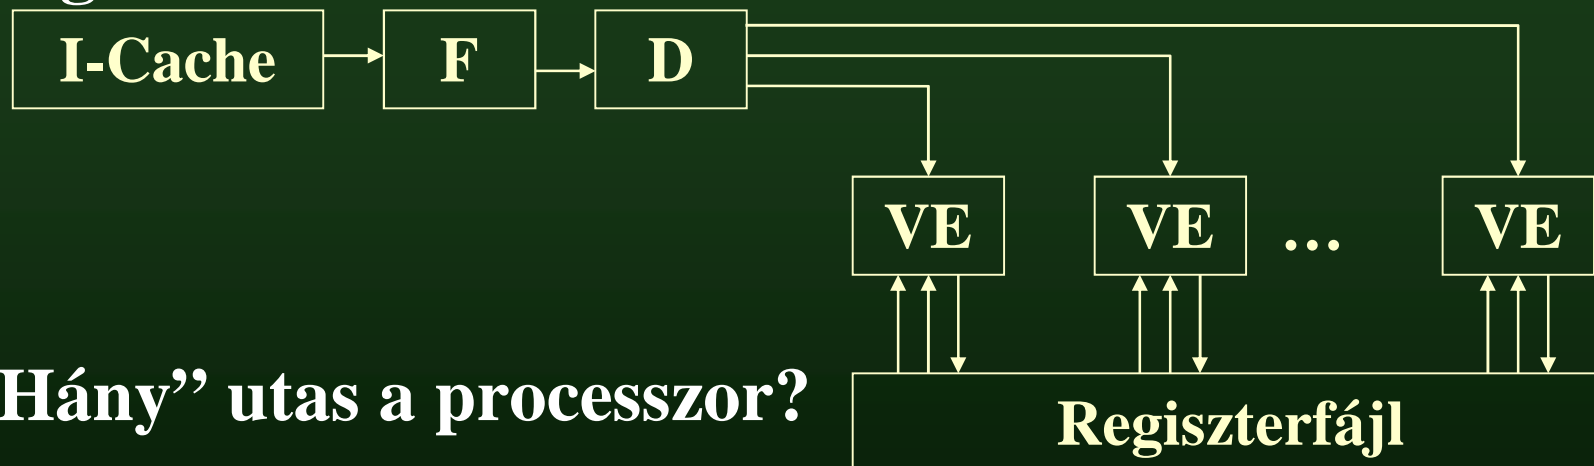 I-Cache F D
VE VE ... VE
Hány” utas a processzor?
Regiszterfájl